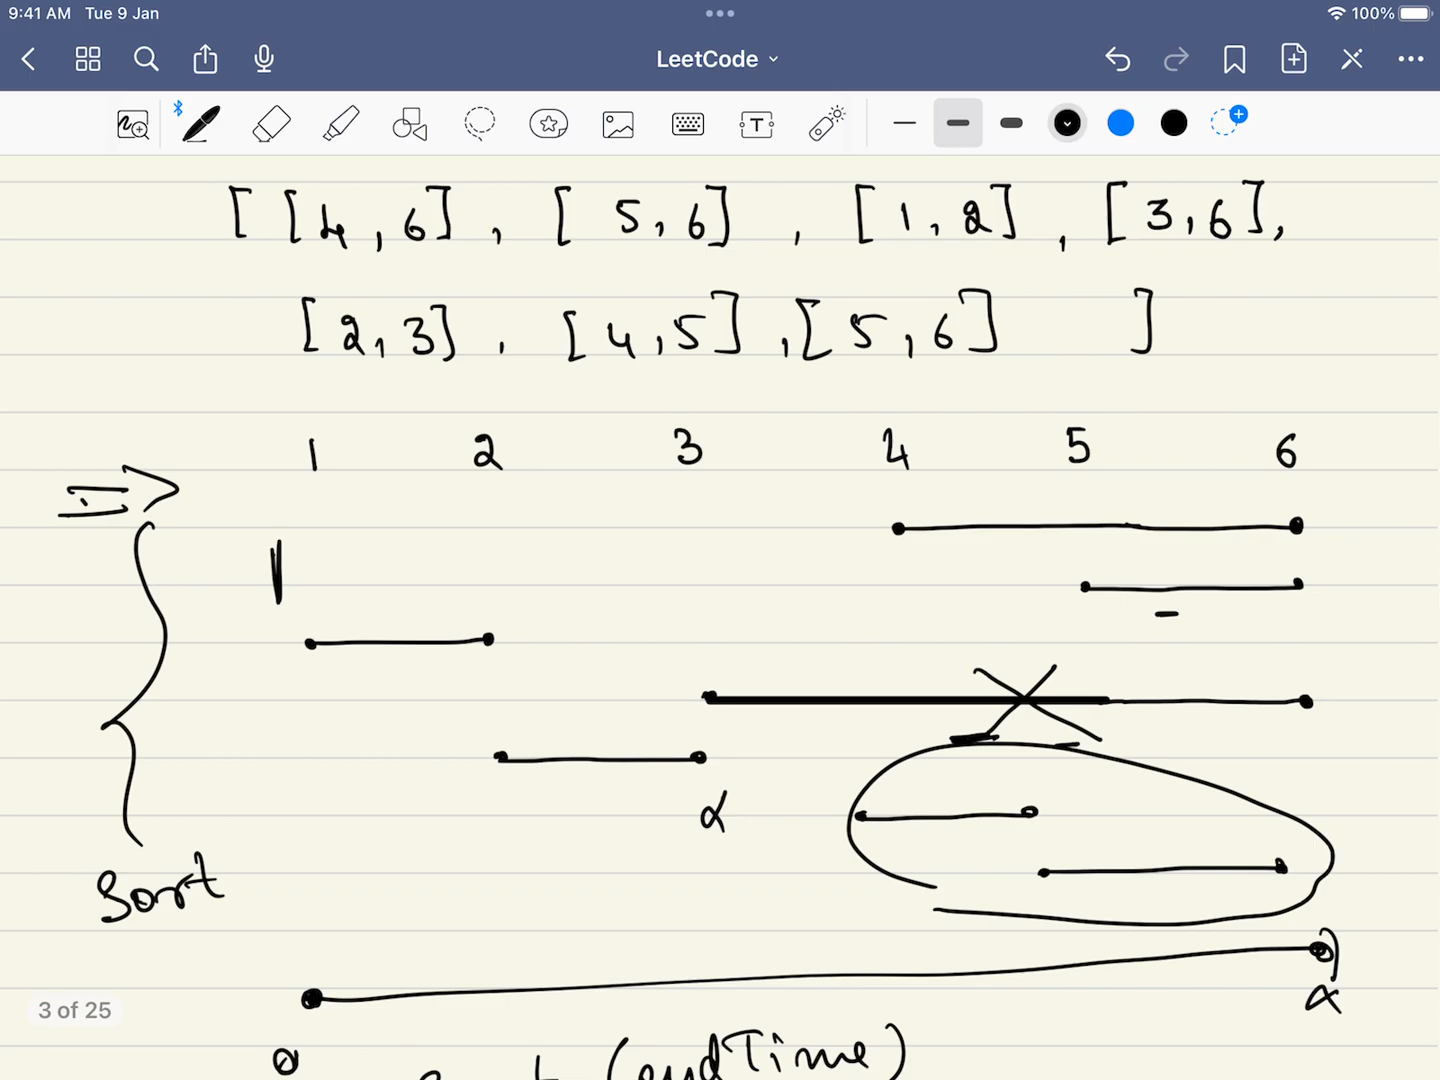 9:41 AM Tue 9 Jan 100%
LeetCode
T
[ [4,6], [5,6], [1,2], [3,6],
[2,3], [4,5], [5,6] ]
1 2 3 4 5 6
α
Sort
3 of 25
α
(endTime)